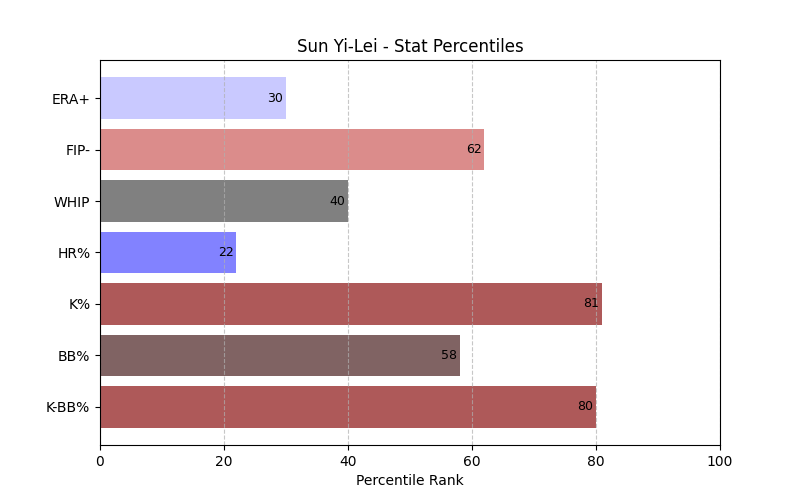 Sun Yi-Lei - Stat Percentiles
ERA+ 30
FIP- 62
WHIP 40
HR% 22
K% 81
BB% 58
K-BB% 80
0 20 40 60 80 100
Percentile Rank